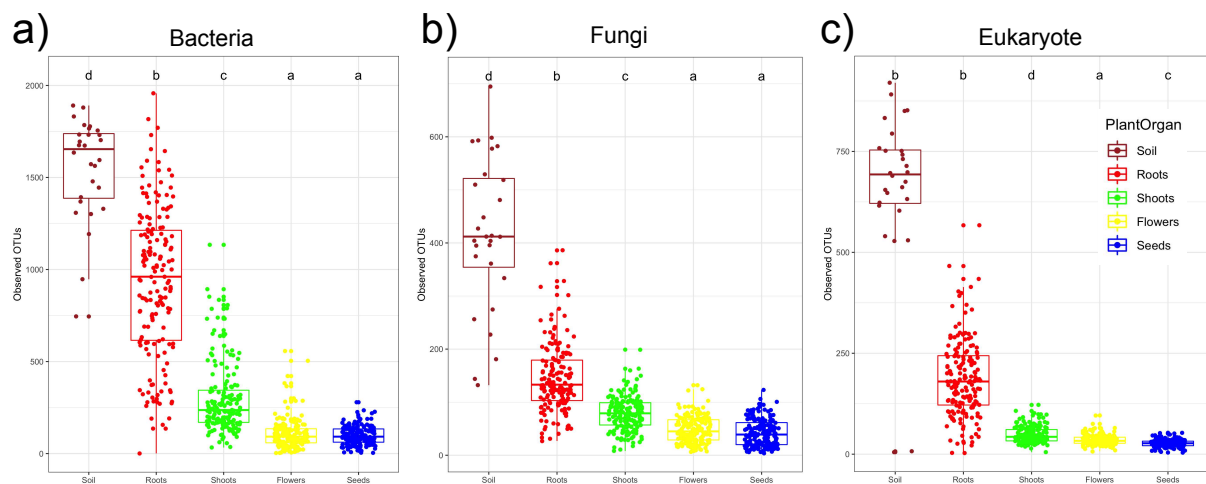 a)
Bacteria
d b c a a
2000
1500
1000
500
0
Observed OTUs
Soil Roots Shoots Flowers Seeds
b)
Fungi
d b c a a
600
400
200
0
Observed OTUs
Soil Roots Shoots Flowers Seeds
c)
Eukaryote
b b d a c
750
500
250
0
Observed OTUs
Soil Roots Shoots Flowers Seeds
PlantOrgan
Soil
Roots
Shoots
Flowers
Seeds